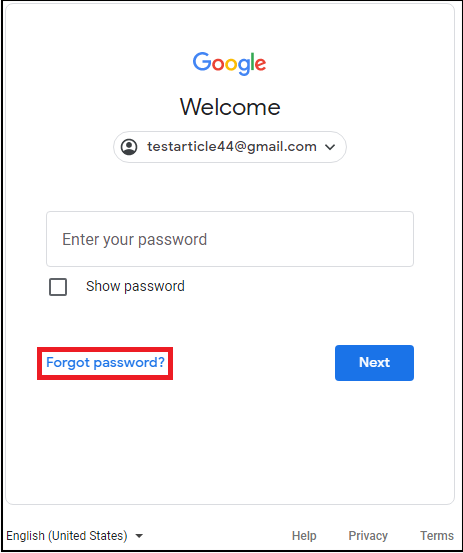 Google
Welcome
testarticle44@gmail.com
Enter your password
Show password
Forgot password?
Next
English (United States)
Help
Privacy
Terms